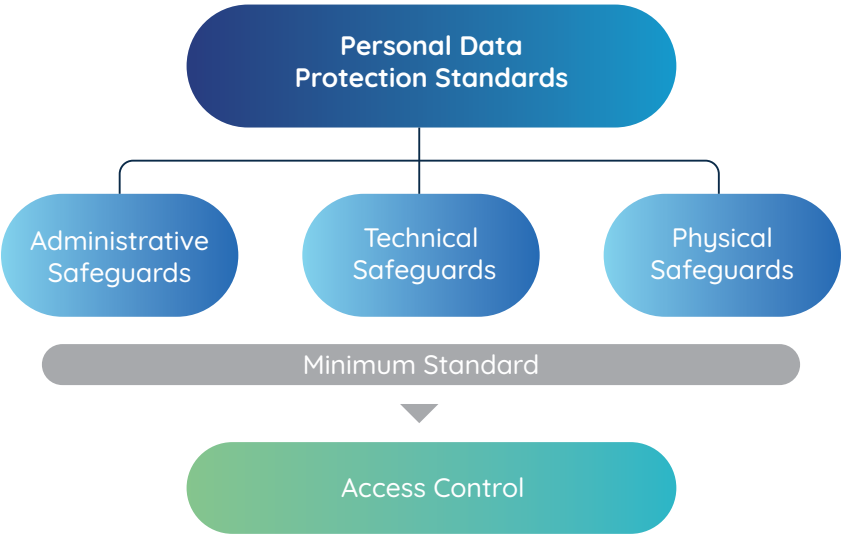 Personal Data
Protection Standards
Administrative
Safeguards
Technical
Safeguards
Physical
Safeguards
Minimum Standard
Access Control